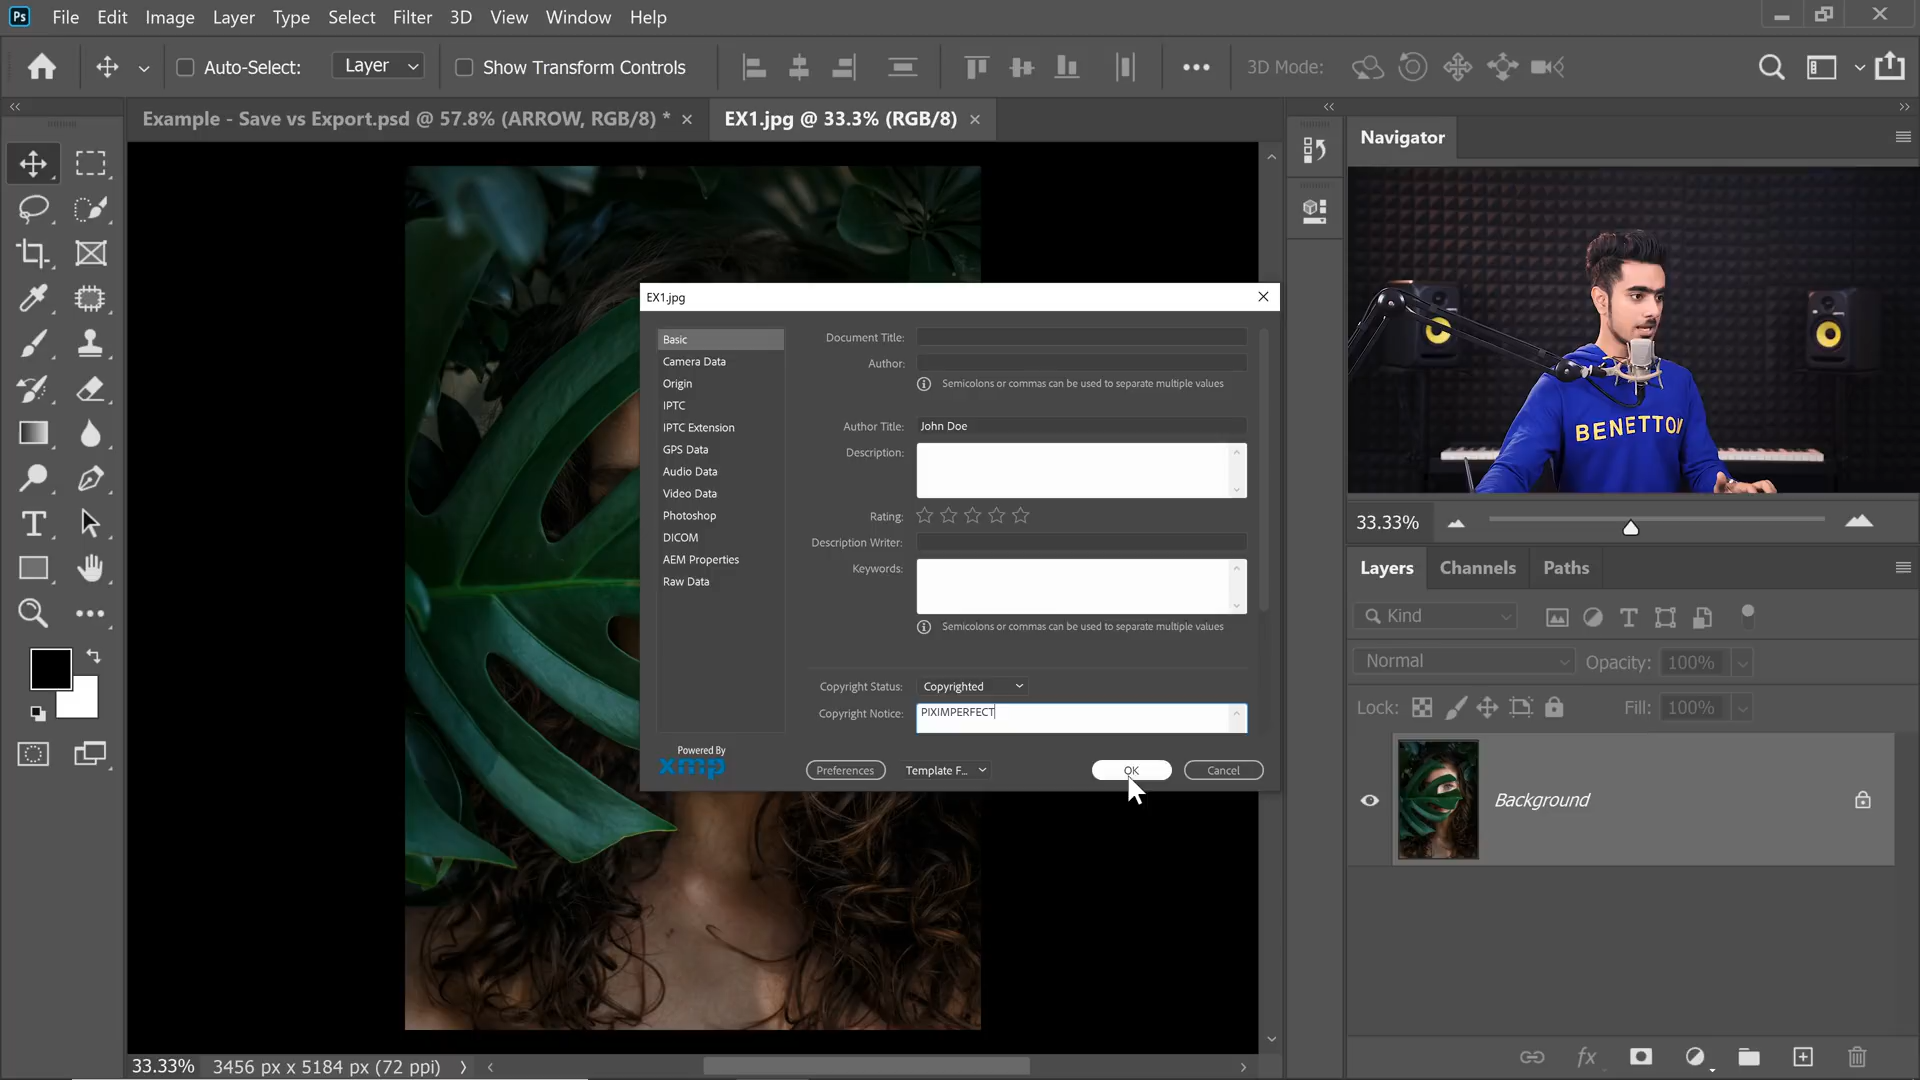 Ps File Edit Image Layer Type Select Filter 3D View Window Help
Auto-Select: Layer Show Transform Controls 3D Mode:
Example - Save vs Export.psd @ 57.8% (ARROW, RGB/8) * EX1.jpg @ 33.3% (RGB/8)
EX1.jpg
Basic
Camera Data
Origin
IPTC
IPTC Extension
GPS Data
Audio Data
Video Data
Photoshop
DICOM
AEM Properties
Raw Data
Document Title:
Author:
Semicolons or commas can be used to separate multiple values
Author Title: John Doe
Description:
Rating:
Description Writer:
Keywords:
Semicolons or commas can be used to separate multiple values
Copyright Status: Copyrighted
Copyright Notice: PIXIMPERFECT
Powered By
xmp
Preferences Template F... OK Cancel
Navigator
BENETTON
33.33%
Layers Channels Paths
Kind
Normal Opacity: 100%
Lock: Fill: 100%
Background
fx
33.33% 3456 px x 5184 px (72 ppi)